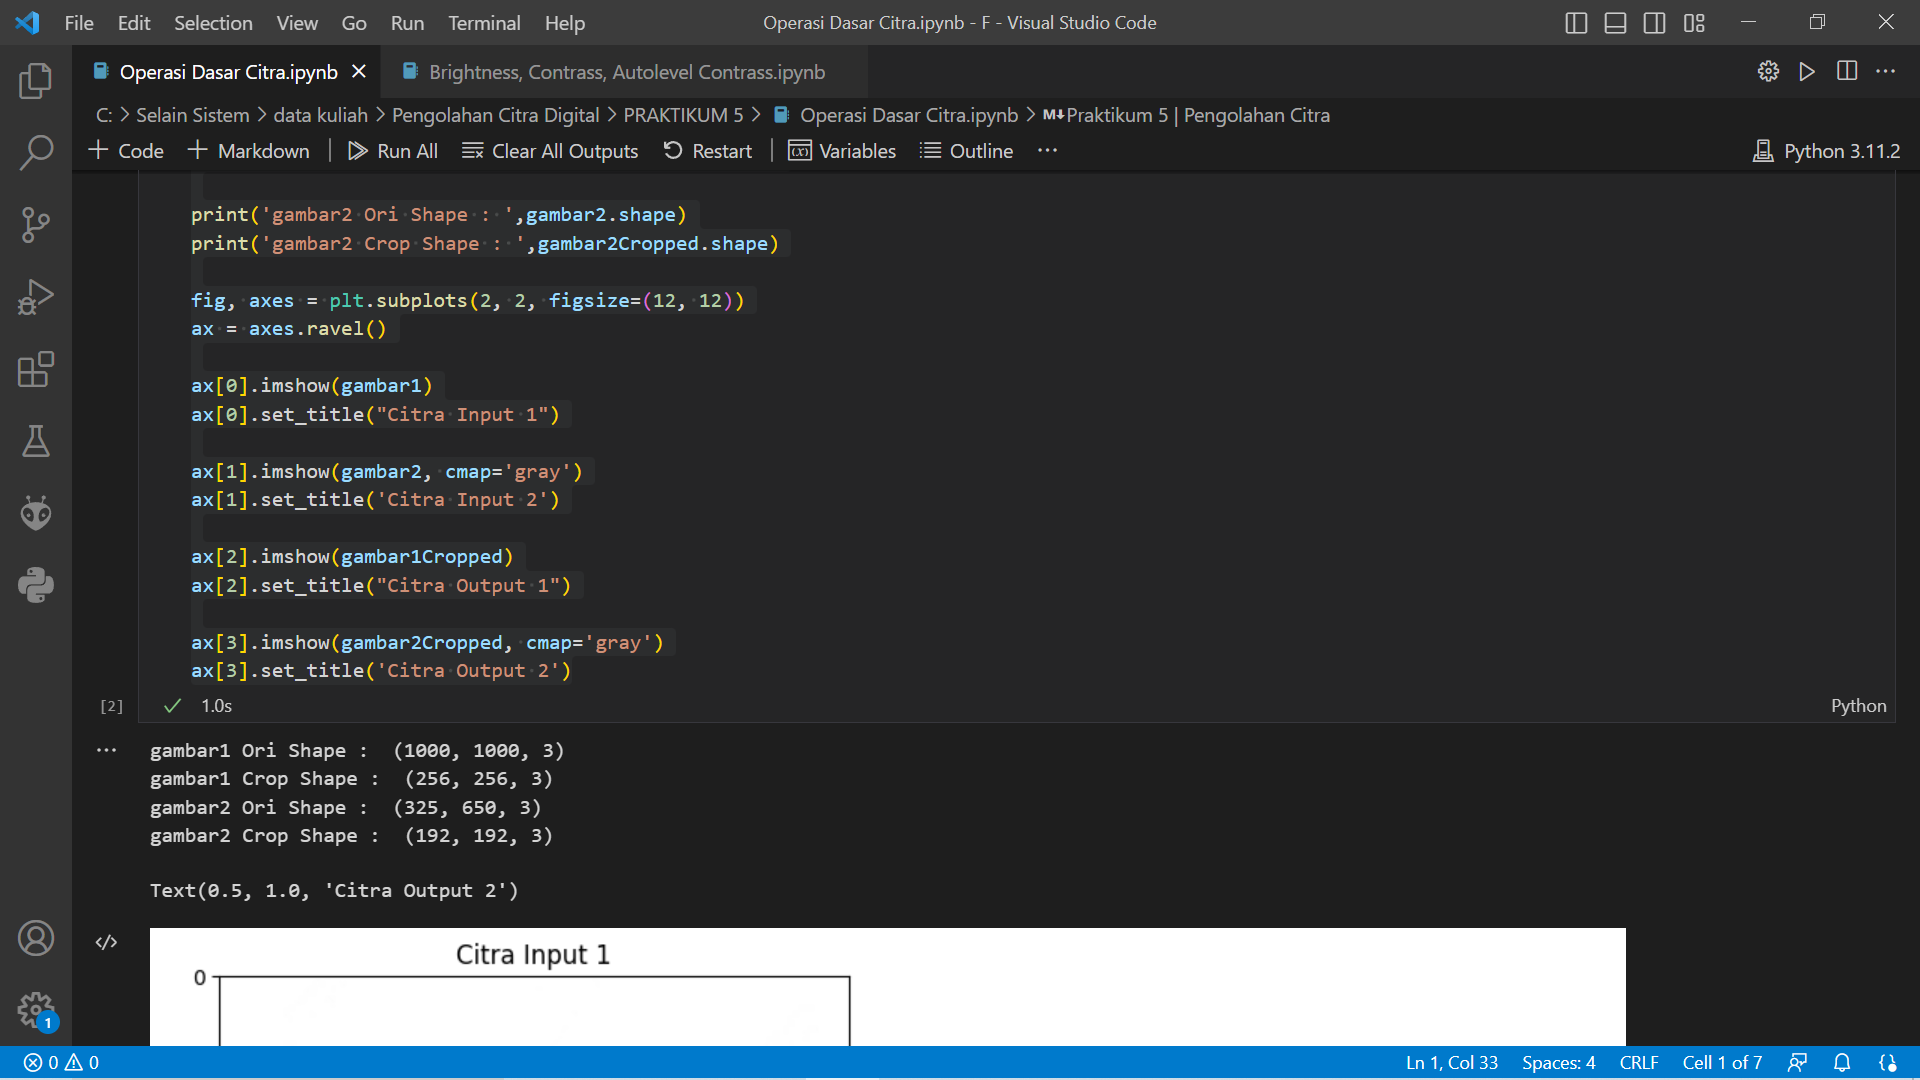 File Edit Selection View Go Run Terminal Help Operasi Dasar Citra.ipynb - F - Visual Studio Code
Operasi Dasar Citra.ipynb Brightness, Contrass, Autolevel Contrass.ipynb
C: > Selain Sistem > data kuliah > Pengolahan Citra Digital > PRAKTIKUM 5 > Operasi Dasar Citra.ipynb > M↓Praktikum 5 | Pengolahan Citra
+ Code + Markdown | Run All Clear All Outputs Restart | Variables Outline ··· Python 3.11.2
print('gambar2 Ori Shape : ',gambar2.shape)
print('gambar2 Crop Shape : ',gambar2Cropped.shape)
fig, axes = plt.subplots(2, 2, figsize=(12, 12))
ax = axes.ravel()
ax[0].imshow(gambar1)
ax[0].set_title("Citra Input 1")
ax[1].imshow(gambar2, cmap='gray')
ax[1].set_title('Citra Input 2')
ax[2].imshow(gambar1Cropped)
ax[2].set_title("Citra Output 1")
ax[3].imshow(gambar2Cropped, cmap='gray')
ax[3].set_title('Citra Output 2')
[2] ✓ 1.0s Python
gambar1 Ori Shape :  (1000, 1000, 3)
gambar1 Crop Shape :  (256, 256, 3)
gambar2 Ori Shape :  (325, 650, 3)
gambar2 Crop Shape :  (192, 192, 3)
Text(0.5, 1.0, 'Citra Output 2')
Citra Input 1
0
1
0 0 Ln 1, Col 33 Spaces: 4 CRLF Cell 1 of 7